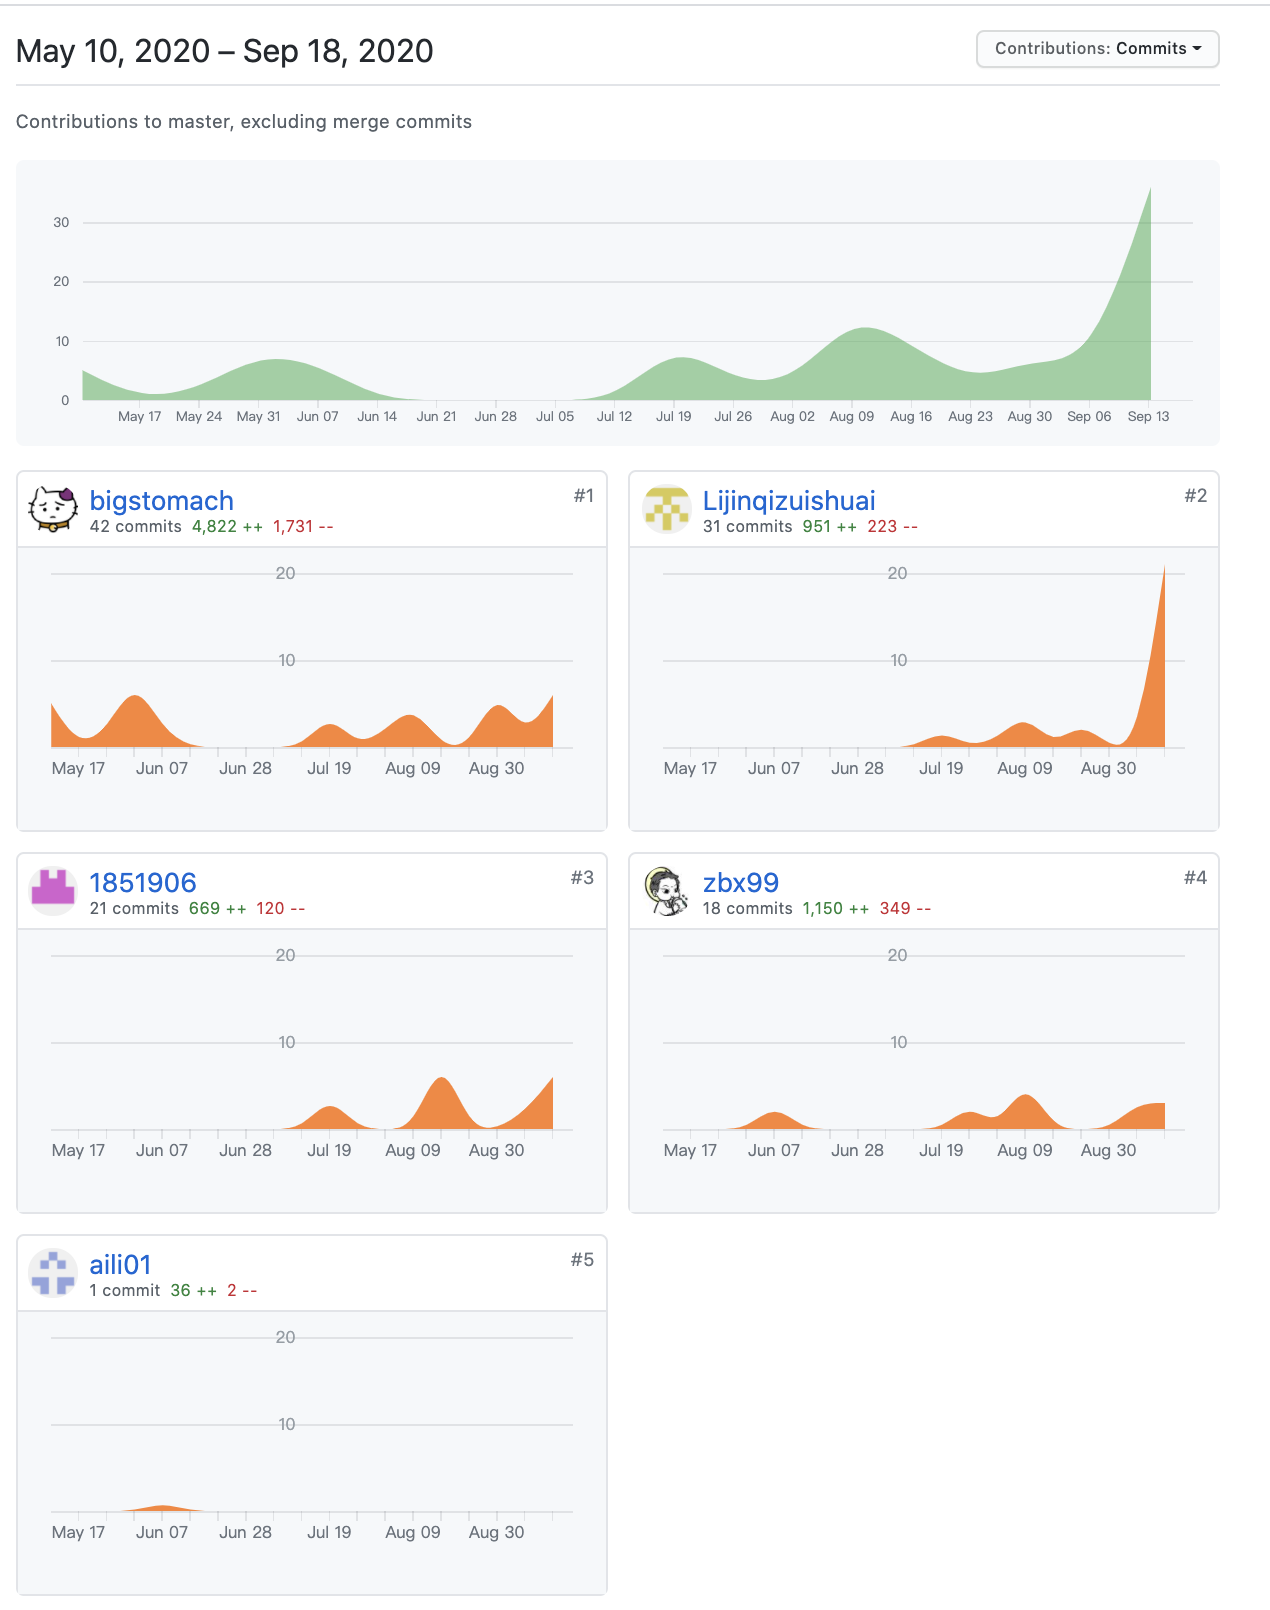 May 10, 2020 – Sep 18, 2020
Contributions: Commits
Contributions to master, excluding merge commits
30
20
10
0
May 17 May 24 May 31 Jun 07 Jun 14 Jun 21 Jun 28 Jul 05 Jul 12 Jul 19 Jul 26 Aug 02 Aug 09 Aug 16 Aug 23 Aug 30 Sep 06 Sep 13
bigstomach #1
42 commits 4,822 ++ 1,731 --
20
10
May 17 Jun 07 Jun 28 Jul 19 Aug 09 Aug 30
Lijinqizuishuai #2
31 commits 951 ++ 223 --
20
10
May 17 Jun 07 Jun 28 Jul 19 Aug 09 Aug 30
1851906 #3
21 commits 669 ++ 120 --
20
10
May 17 Jun 07 Jun 28 Jul 19 Aug 09 Aug 30
zbx99 #4
18 commits 1,150 ++ 349 --
20
10
May 17 Jun 07 Jun 28 Jul 19 Aug 09 Aug 30
aili01 #5
1 commit 36 ++ 2 --
20
10
May 17 Jun 07 Jun 28 Jul 19 Aug 09 Aug 30